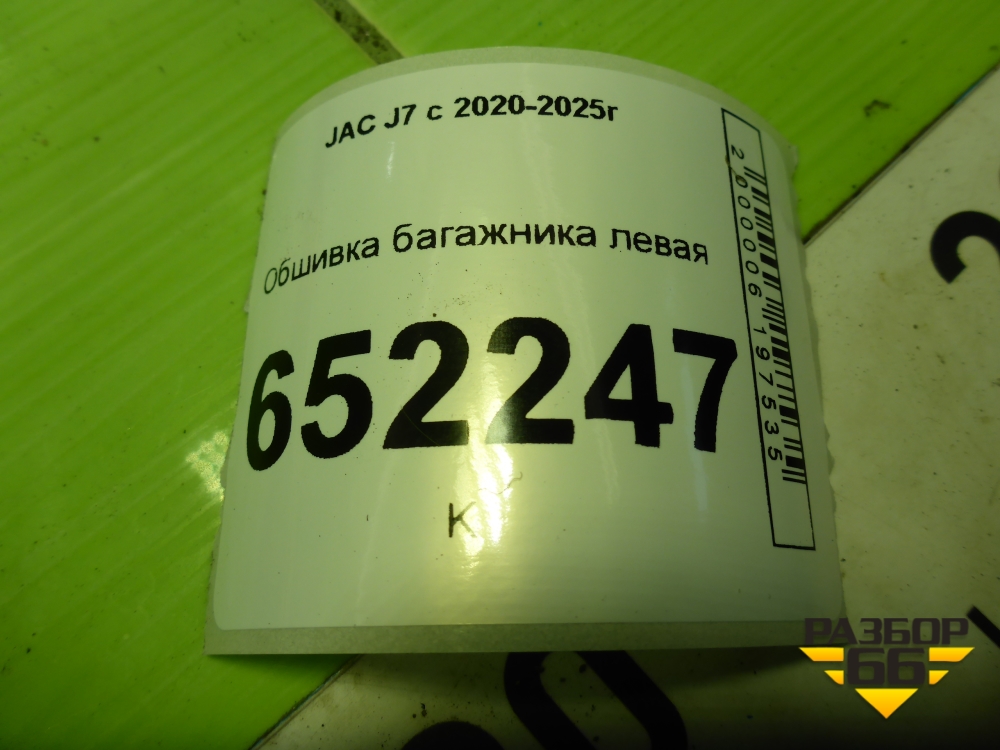 JAC J7 с 2020-2025г
Обшивка багажника левая
652247
К
2000006197535
РАЗБОР
66